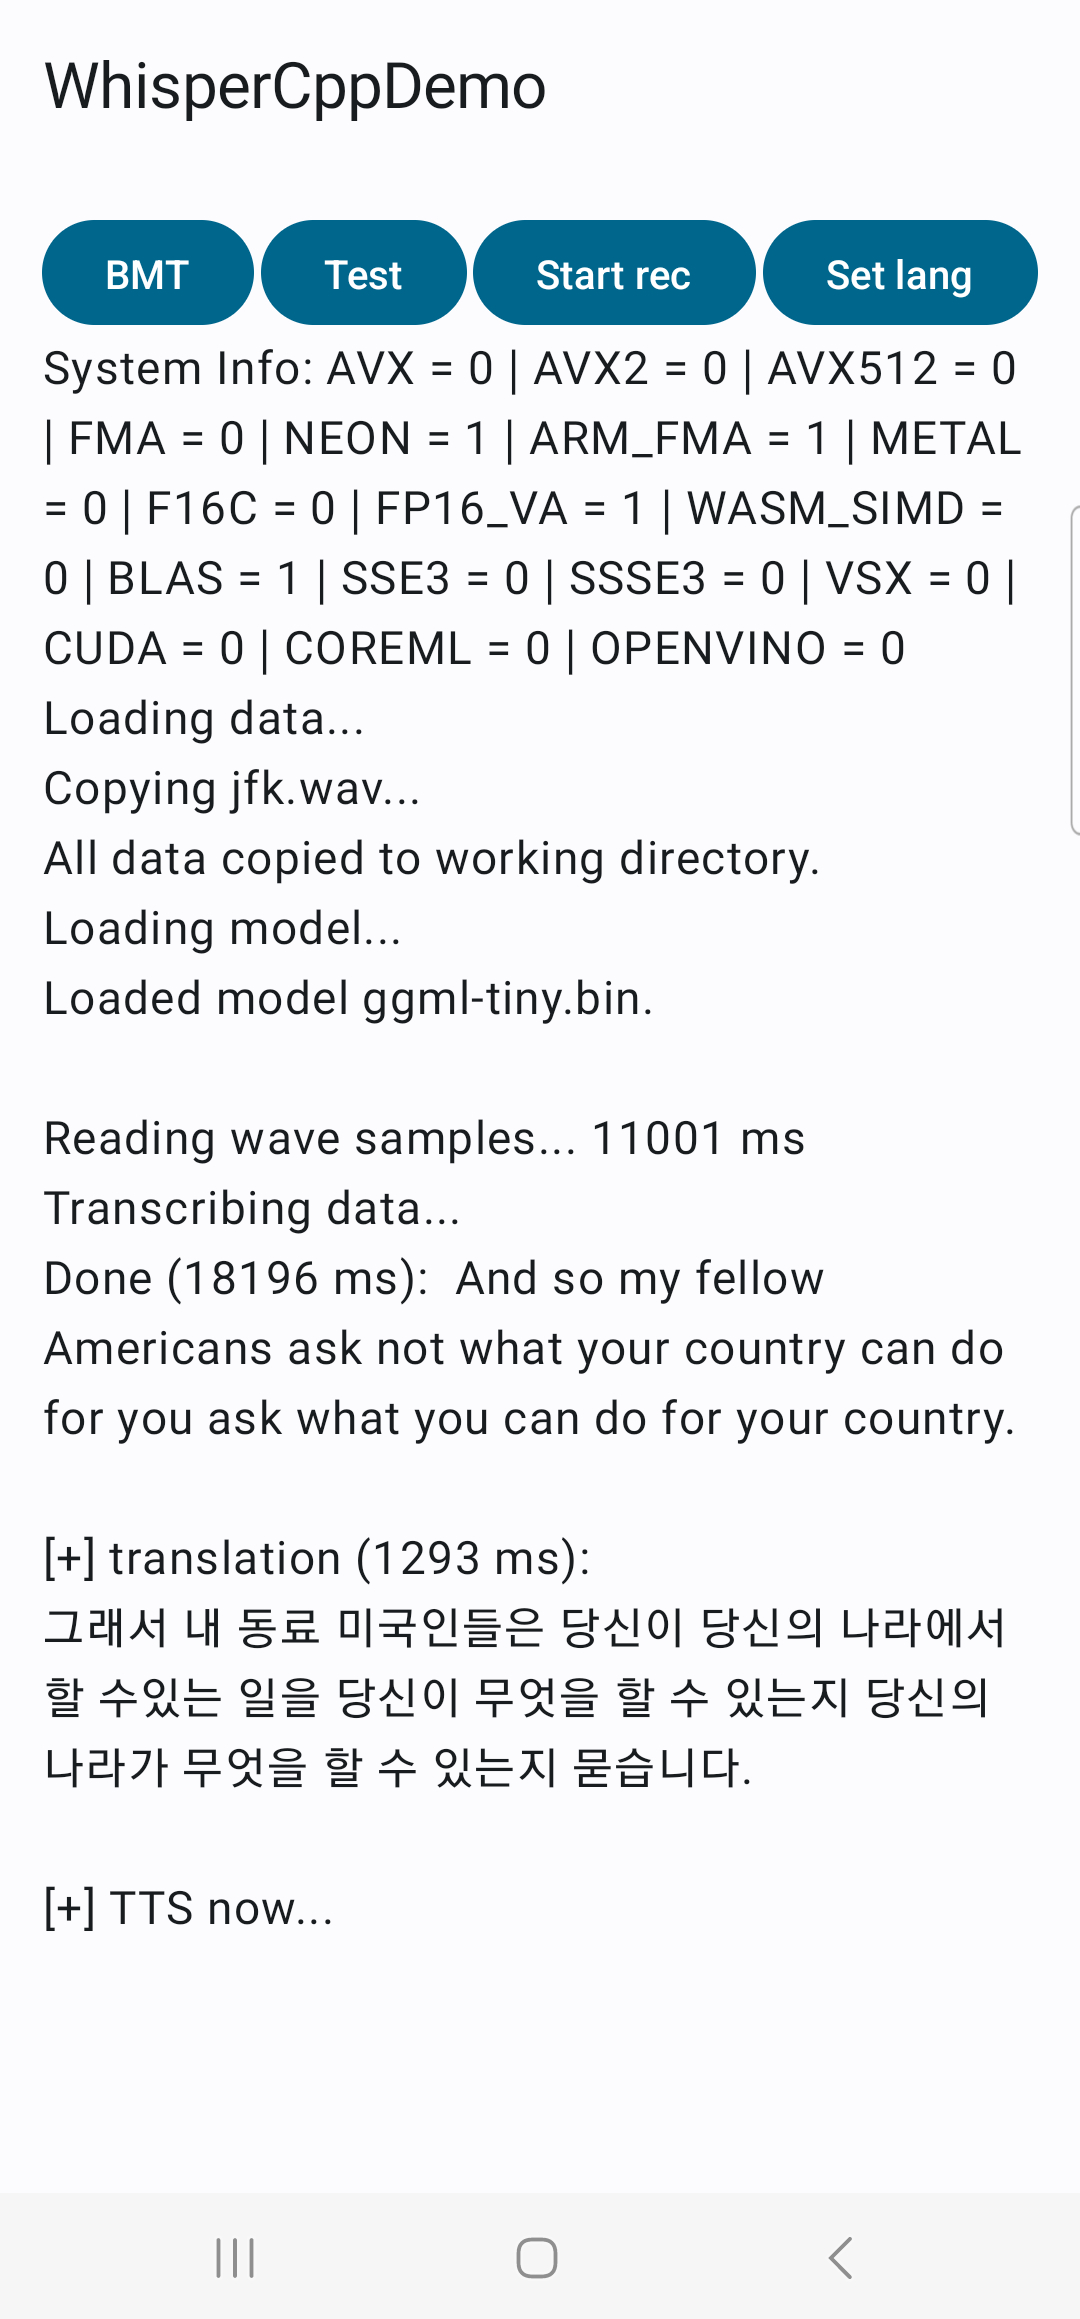 WhisperCppDemo
BMT Test Start rec Set lang
System Info: AVX = 0 | AVX2 = 0 | AVX512 = 0
| FMA = 0 | NEON = 1 | ARM_FMA = 1 | METAL
= 0 | F16C = 0 | FP16_VA = 1 | WASM_SIMD =
0 | BLAS = 1 | SSE3 = 0 | SSSE3 = 0 | VSX = 0 |
CUDA = 0 | COREML = 0 | OPENVINO = 0
Loading data...
Copying jfk.wav...
All data copied to working directory.
Loading model...
Loaded model ggml-tiny.bin.
Reading wave samples... 11001 ms
Transcribing data...
Done (18196 ms):  And so my fellow
Americans ask not what your country can do
for you ask what you can do for your country.
[+] translation (1293 ms):
그래서 내 동료 미국인들은 당신이 당신의 나라에서
할 수있는 일을 당신이 무엇을 할 수 있는지 당신의
나라가 무엇을 할 수 있는지 묻습니다.
[+] TTS now...